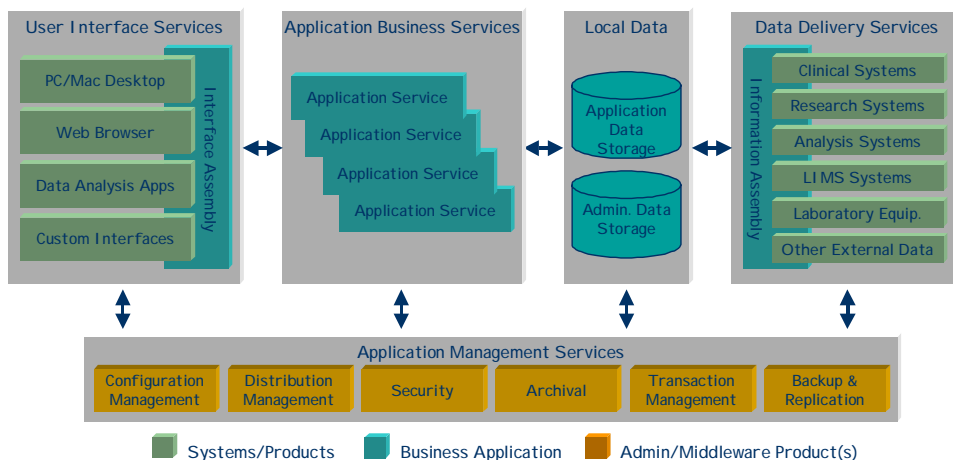 User Interface Services
PC/Mac Desktop
Web Browser
Data Analysis Apps
Custom Interfaces
Interface Assembly
Application Business Services
Application Service
Application Service
Application Service
Application Service
Local Data
Application
Data
Storage
Admin. Data
Storage
Data Delivery Services
Information Assembly
Clinical Systems
Research Systems
Analysis Systems
LIMS Systems
Laboratory Equip.
Other External Data
Application Management Services
Configuration
Management
Distribution
Management
Security
Archival
Transaction
Management
Backup &
Replication
Systems/Products
Business Application
Admin/Middleware Product(s)